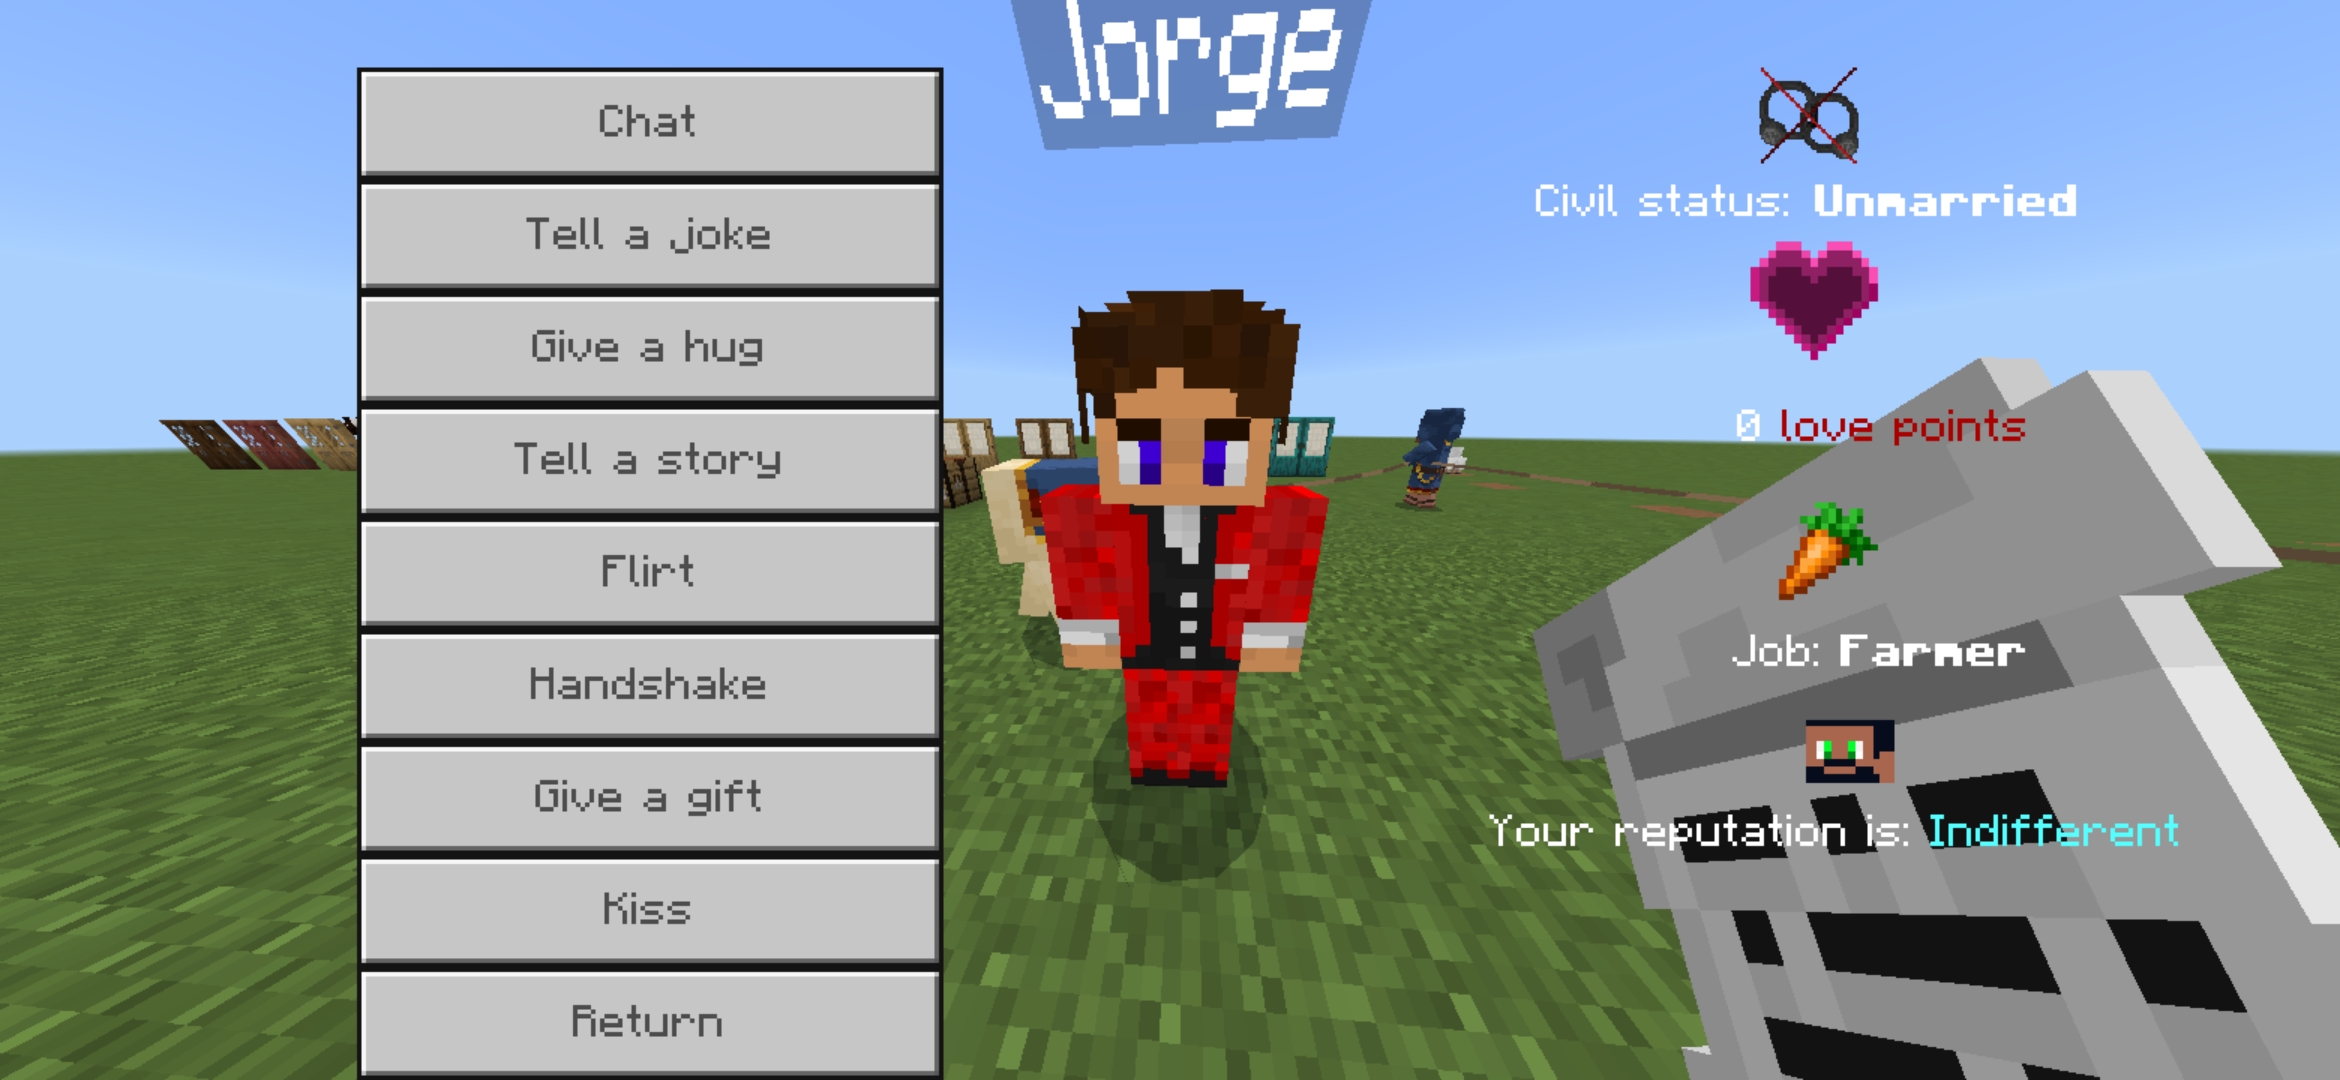 Jorge
Chat
Tell a joke
Give a hug
Tell a story
Flirt
Handshake
Give a gift
Kiss
Return
Civil status: Unmarried
0 love points
Job: Farmer
Your reputation is: Indifferent